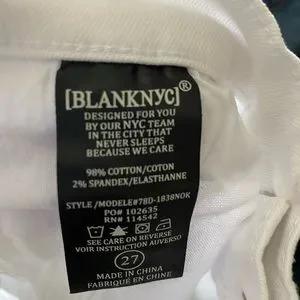 [BLANKNYC]®
DESIGNED FOR YOU
BY OUR NYC TEAM
IN THE CITY THAT
NEVER SLEEPS
BECAUSE WE CARE
98% COTTON/COTON
2% SPANDEX/ELASTHANNE
STYLE /MODELE#78D-1838NOK
PO# 102635
RN# 114542
SEE CARE ON REVERSE
VOIR INSTRUCTION AUVERSO
27
MADE IN CHINA
FABRIQUÉ EN CHINE